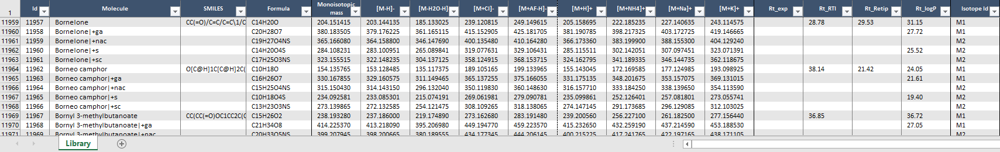 1 Id Molecule SMILES Formula Monoisotopic mass [M-H]- [M-H2O-H] [M+Cl]- [M+AF-H]- [M+H]+ [M+NH4]+ [M+Na]+ [M+K]+ Rt_exp Rt_RTI Rt_Retip Rt_logP Isotope Id
11959 11957 Bornelone CC(=O)/C=C/C=C\1/C C14H20O 204.151415 203.144135 185.133025 239.120815 249.149615 205.158695 222.185235 227.140635 243.114575 28.78 29.53 31.15 M1
11960 11958 Bornelone|+ga C20H28O7 380.183505 379.176225 361.165115 415.152905 425.181705 381.190785 398.217325 403.172725 419.146665 27.72 M1
11961 11959 Bornelone|+nac C19H27O4NS 365.166080 364.158800 346.147690 400.135480 410.164280 366.173360 383.199900 388.155300 404.129240 M2
11962 11960 Bornelone|+s C14H20O4S 284.108231 283.100951 265.089841 319.077631 329.106431 285.115511 302.142051 307.097451 323.071391 25.52 M2
11963 11961 Bornelone|+sc C17H25O3NS 323.155515 322.148235 304.137125 358.124915 368.153715 324.162795 341.189335 346.144735 362.118675 M2
11964 11962 Borneo camphor O[C@H]1C[C@H]2C( C10H18O 154.135765 153.128485 135.117375 189.105165 199.133965 155.143045 172.169585 177.124985 193.098925 38.14 21.42 24.05 M1
11965 11963 Borneo camphor|+ga C16H26O7 330.167855 329.160575 311.149465 365.137255 375.166055 331.175135 348.201675 353.157075 369.131015 21.61 M1
11966 11964 Borneo camphor|+nac C15H25O4NS 315.150430 314.143150 296.132040 350.119830 360.148630 316.157710 333.184250 338.139650 354.113590 M2
11967 11965 Borneo camphor|+s C10H18O4S 234.092581 233.085301 215.074191 269.061981 279.090781 235.099861 252.126401 257.081801 273.055741 19.40 M2
11968 11966 Borneo camphor|+sc C13H23O3NS 273.139865 272.132585 254.121475 308.109265 318.138065 274.147145 291.173685 296.129085 312.103025 M2
11969 11967 Bornyl 3-methylbutanoate CC(CC(=O)OC1CC2C(C C15H26O2 238.193280 237.186000 219.174890 273.162680 283.191480 239.200560 256.227100 261.182500 277.156440 36.85 36.72 M1
11970 11968 Bornyl 3-methylbutanoate|+ga C21H34O8 414.225370 413.218090 395.206980 449.194770 459.223570 415.232650 432.259190 437.214590 453.188530 27.05 M1
11971 11969 Bornyl 3-methylbutanoate|+nac C20H33O5NS 399.207945 398.200665 380.189555 434.177345 444.206145 400.215225 417.241765 422.197165 438.171105 M2
Library